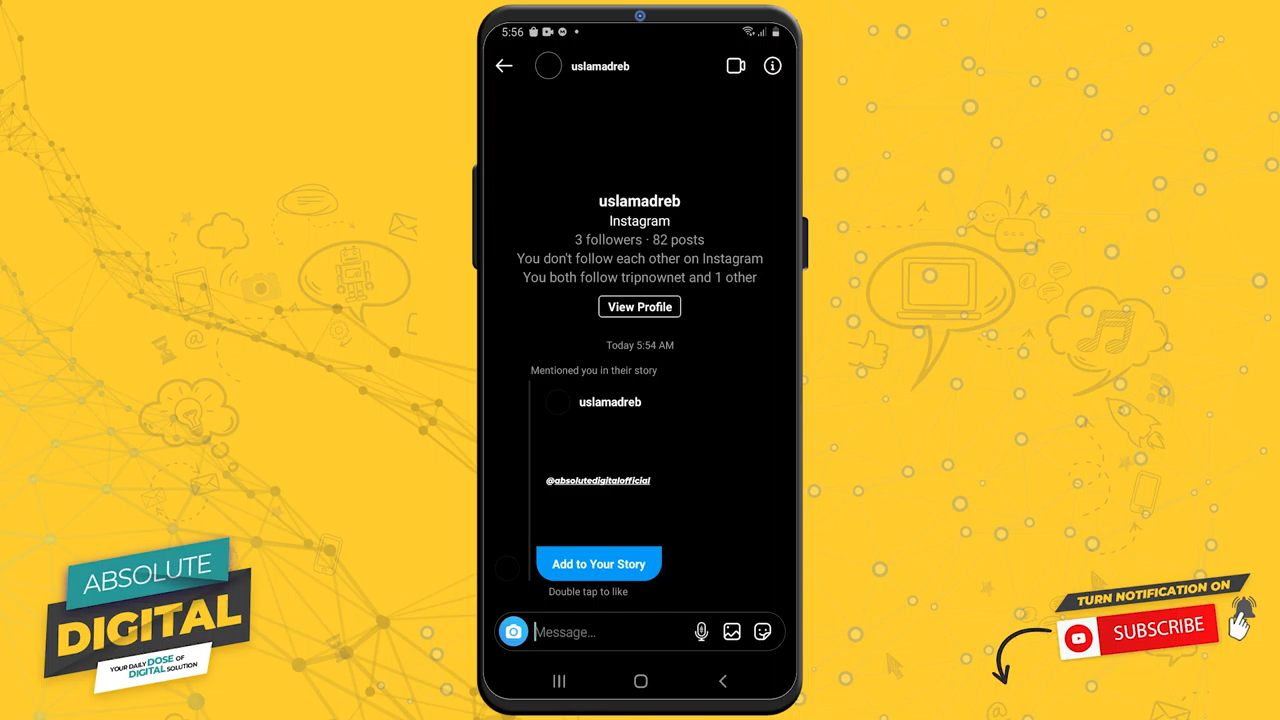 5:56
uslamadreb
uslamadreb
Instagram
3 followers · 82 posts
You don't follow each other on Instagram
You both follow tripnownet and 1 other
View Profile
Today 5:54 AM
Mentioned you in their story
uslamadreb
@absolutedigitalofficial
Add to Your Story
Double tap to like
Message...
ABSOLUTE
DIGITAL
YOUR DAILY DOSE OF
DIGITAL SOLUTION
TURN NOTIFICATION ON
SUBSCRIBE